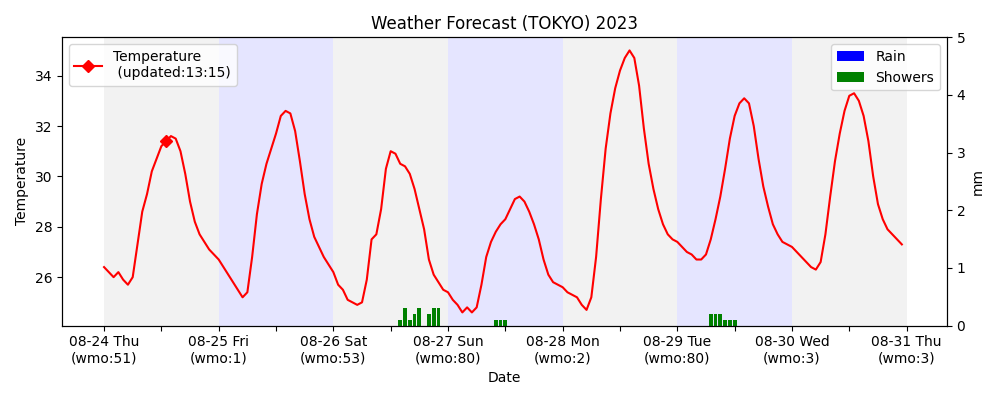 Weather Forecast (TOKYO) 2023
Temperature
(updated:13:15)
Rain
Showers
Temperature
34
32
30
28
26
5
4
3
2
1
0
mm
08-24 Thu
(wmo:51)
08-25 Fri
(wmo:1)
08-26 Sat
(wmo:53)
08-27 Sun
(wmo:80)
08-28 Mon
(wmo:2)
08-29 Tue
(wmo:80)
08-30 Wed
(wmo:3)
08-31 Thu
(wmo:3)
Date